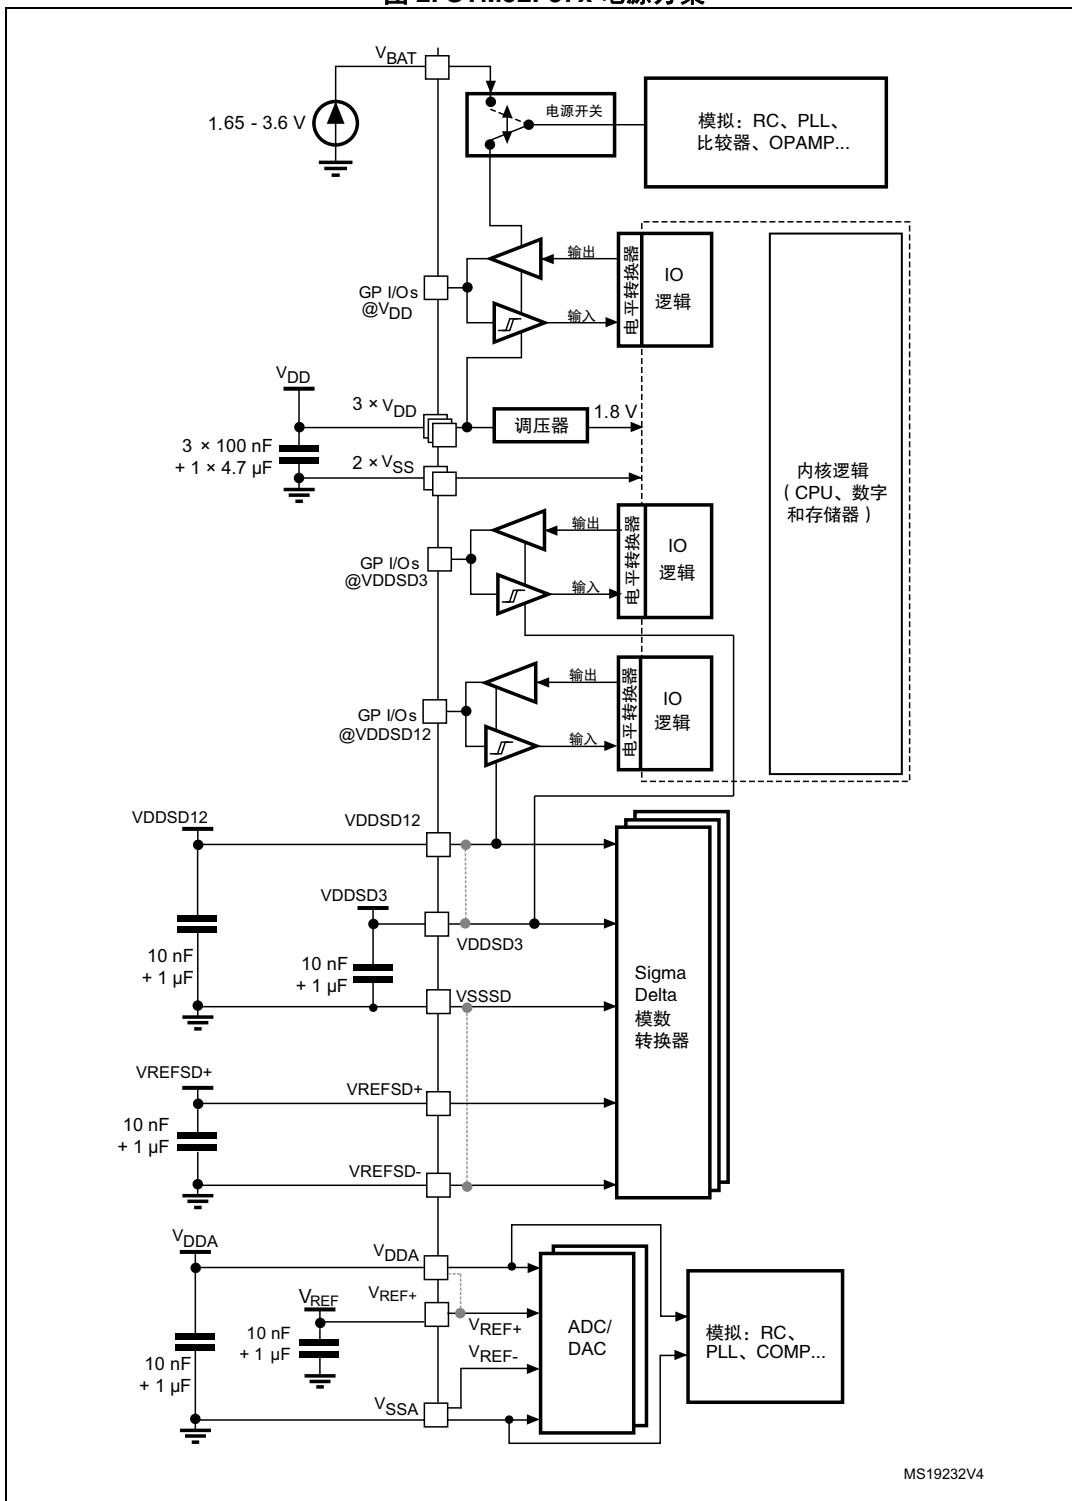 图 2. STM32F37x 电源方案
VBAT
1.65 - 3.6 V
电源开关
模拟：RC、PLL、
比较器、OPAMP...
GP I/Os
@VDD
输出
输入
电平转换器
IO
逻辑
VDD
3 × VDD
调压器
1.8 V
3 × 100 nF
+ 1 × 4.7 μF
2 × VSS
内核逻辑
（CPU、数字
和存储器）
GP I/Os
@VDDSD3
输出
输入
电平转换器
IO
逻辑
GP I/Os
@VDDSD12
输出
输入
电平转换器
IO
逻辑
VDDSD12
VDDSD12
VDDSD3
VDDSD3
10 nF
+ 1 μF
10 nF
+ 1 μF
VSSSD
Sigma
Delta
模数
转换器
VREFSD+
VREFSD+
10 nF
+ 1 μF
VREFSD-
VDDA
VDDA
VREF+
VREF
VREF+
10 nF
+ 1 μF
VREF-
10 nF
+ 1 μF
VSSA
ADC/
DAC
模拟：RC、
PLL、COMP...
MS19232V4